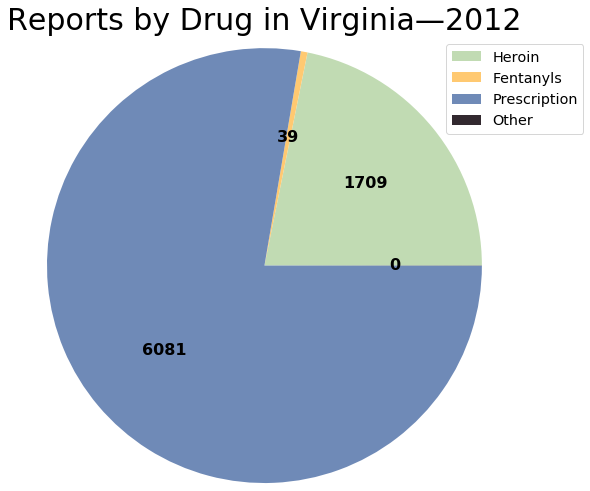 Reports by Drug in Virginia—2012
Heroin
Fentanyls
Prescription
Other
39
1709
0
6081